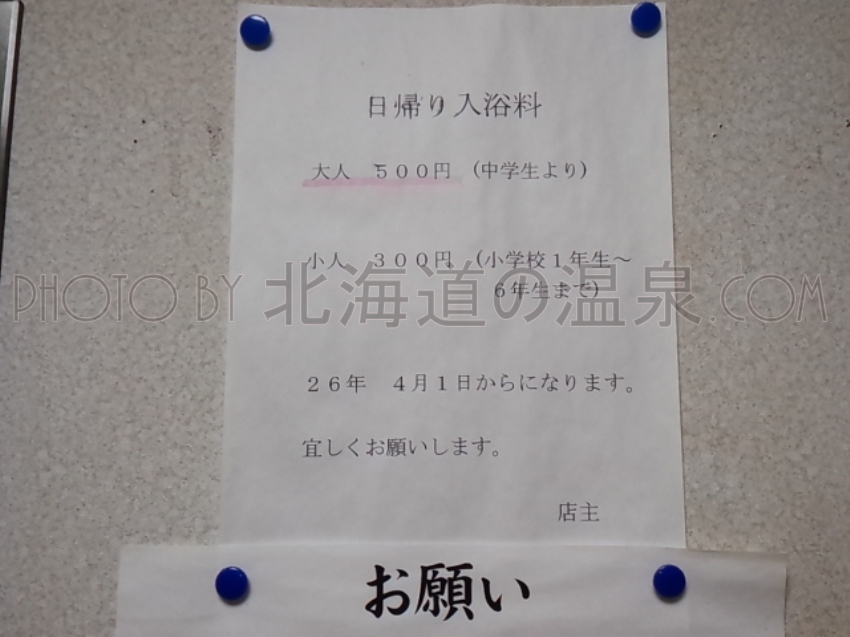 日帰り入浴料
大人　５００円（中学生より）
小人　３００円（小学校１年生～
６年生まで）
PHOTO BY 北海道の温泉.COM
２６年　４月１日からになります。
宜しくお願いします。
店主
お願い